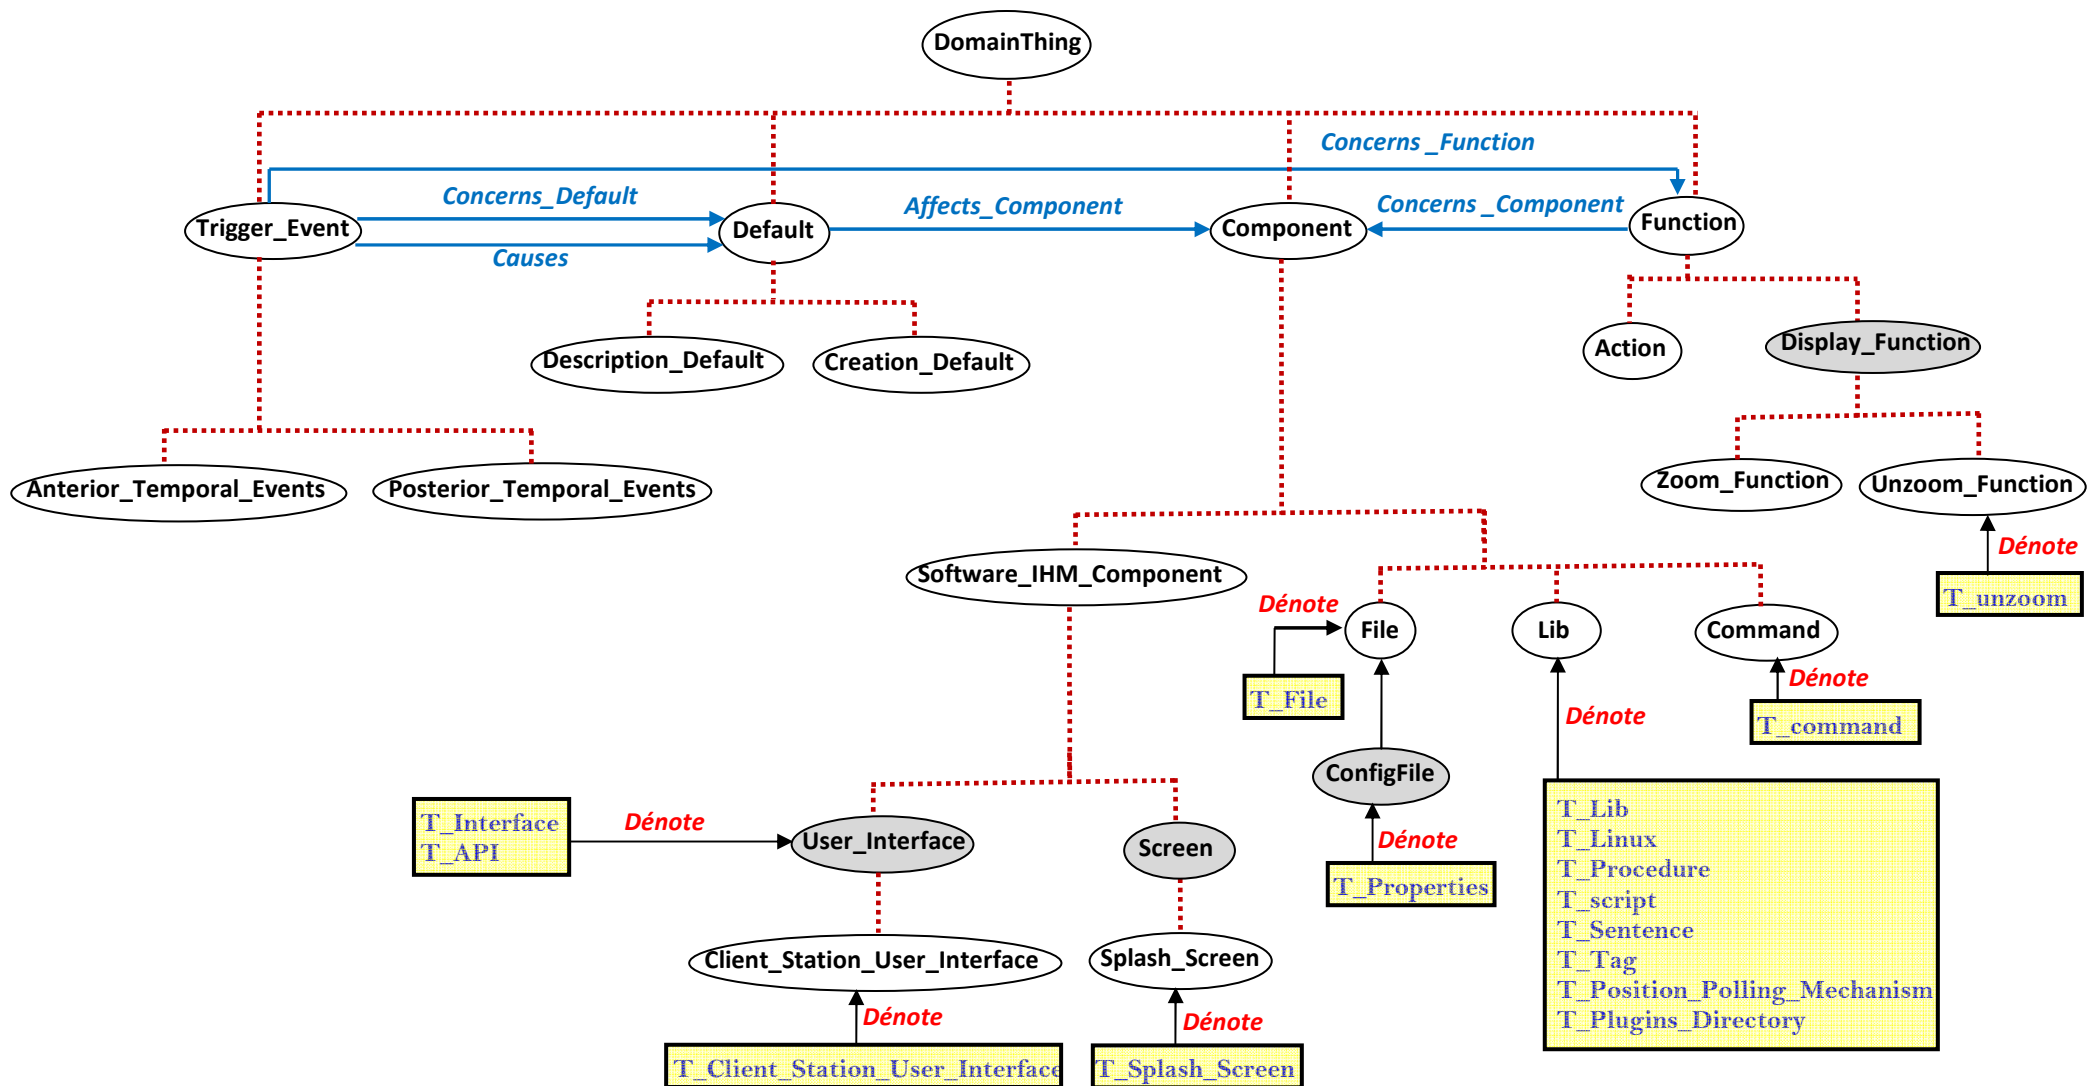 DomainThing
Concerns _Function
Concerns_Default
Affects_Component
Concerns _Component
Trigger_Event
Default
Component
Function
Causes
Description_Default
Creation_Default
Action
Display_Function
Anterior_Temporal_Events
Posterior_Temporal_Events
Zoom_Function
Unzoom_Function
Dénote
T_unzoom
Software_IHM_Component
Dénote
File
Lib
Command
T_File
Dénote
Dénote
T_command
ConfigFile
Dénote
T_Properties
T_Interface
T_API
Dénote
User_Interface
Screen
T_Lib
T_Linux
T_Procedure
T_script
T_Sentence
T_Tag
T_Position_Polling_Mechanism
T_Plugins_Directory
Client_Station_User_Interface
Splash_Screen
Dénote
Dénote
T_Client_Station_User_Interface
T_Splash_Screen